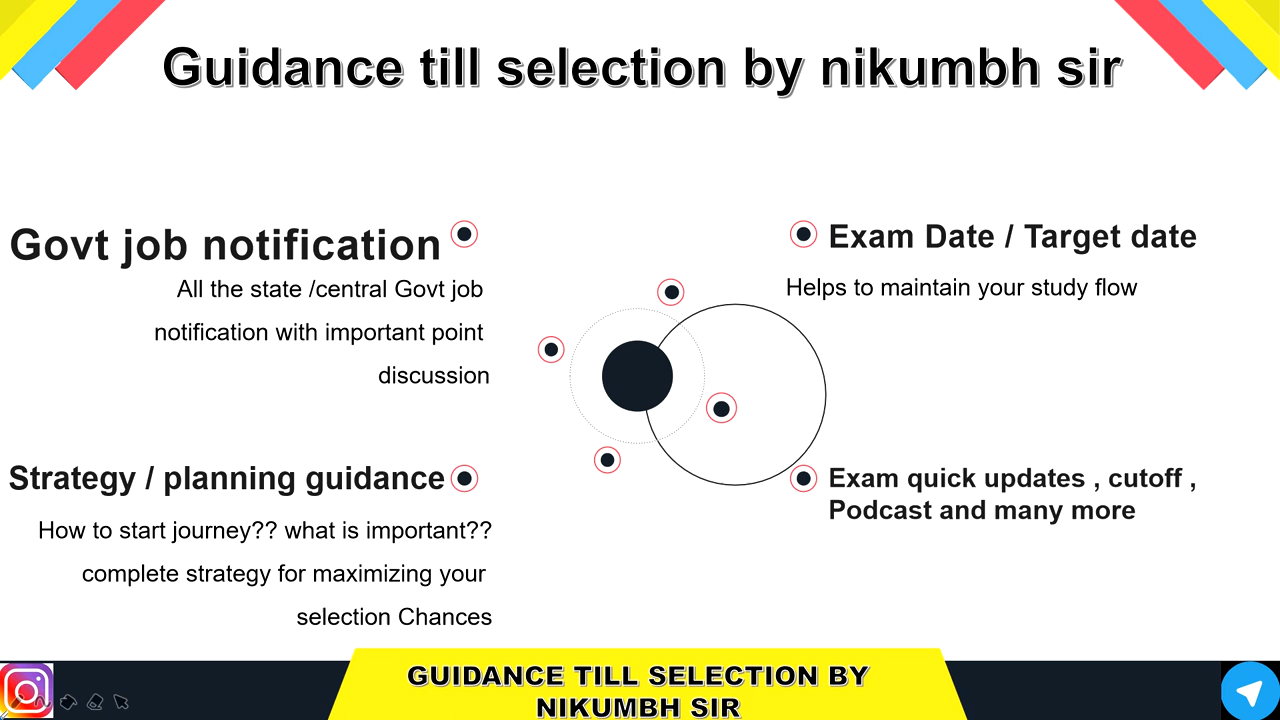 Guidance till selection by nikumbh sir
Govt job notification
All the state /central Govt job
notification with important point
discussion
Exam Date / Target date
Helps to maintain your study flow
Strategy / planning guidance
How to start journey?? what is important??
complete strategy for maximizing your
selection Chances
Exam quick updates , cutoff ,
Podcast and many more
GUIDANCE TILL SELECTION BY
NIKUMBH SIR